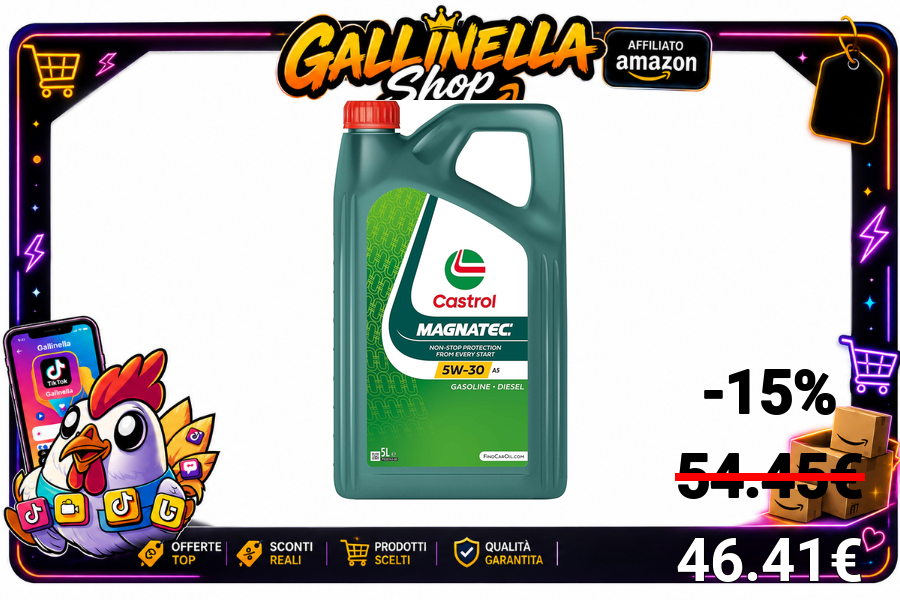 GALLINELLA
Shop
AFFILIATO
amazon
Castrol
MAGNATEC
NON-STOP PROTECTION
FROM EVERY START
5W-30 A5
GASOLINE • DIESEL
5L
FINDCAROIL.COM
Gallinella
TikTok
Gallinella
-15%
54.45€
46.41€
OFFERTE
TOP
SCONTI
REALI
PRODOTTI
SCELTI
QUALITÀ
GARANTITA